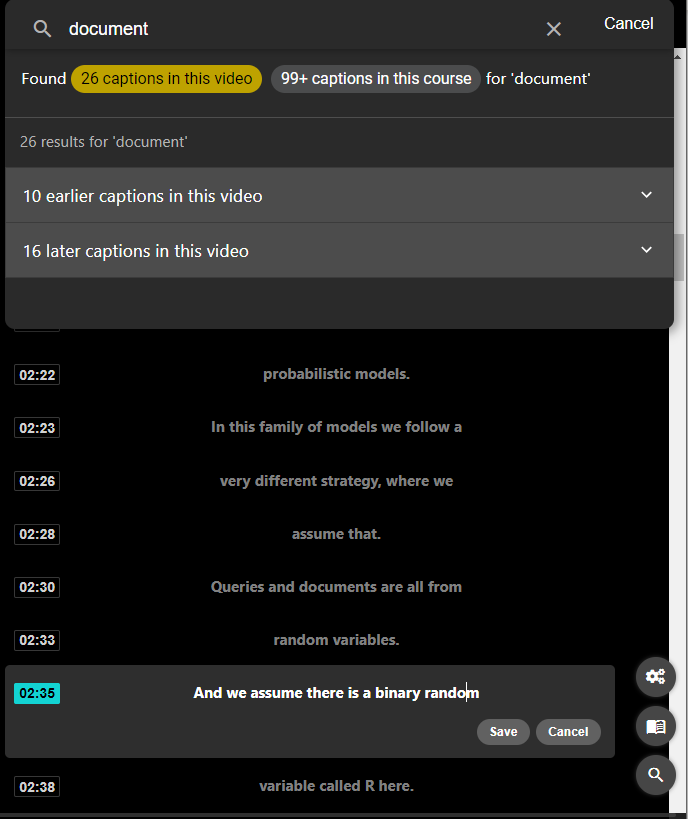 document
Cancel
Found 26 captions in this video 99+ captions in this course for 'document'
26 results for 'document'
10 earlier captions in this video
16 later captions in this video
02:22 probabilistic models.
02:23 In this family of models we follow a
02:26 very different strategy, where we
02:28 assume that.
02:30 Queries and documents are all from
02:33 random variables.
02:35 And we assume there is a binary random
Save Cancel
02:38 variable called R here.